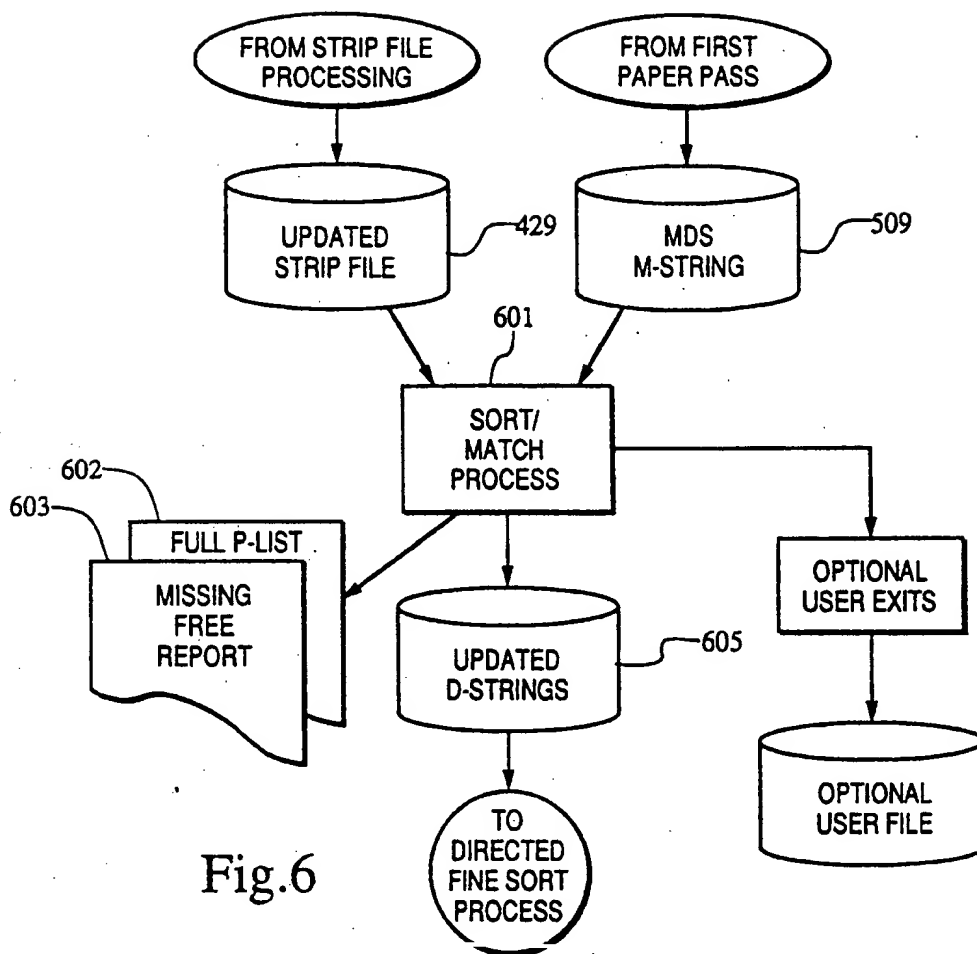 FROM STRIP FILE
PROCESSING
FROM FIRST
PAPER PASS
UPDATED
STRIP FILE
429
MDS
M-STRING
509
601
SORT/
MATCH
PROCESS
602
603
FULL P-LIST
MISSING
FREE
REPORT
UPDATED
D-STRINGS
605
OPTIONAL
USER EXITS
OPTIONAL
USER FILE
TO
DIRECTED
FINE SORT
PROCESS
Fig.6